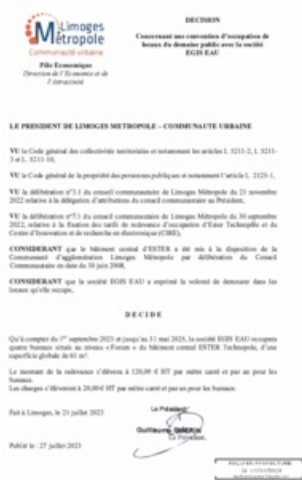 Limoges
Métropole
Communauté urbaine
Pôle Economique
Direction de l'Economie et de
l'Attractivité
DECISION
Concernant une convention d'occupation de
locaux du domaine public avec la société
EGIS EAU
LE PRESIDENT DE LIMOGES METROPOLE – COMMUNAUTE URBAINE
VU le Code général des collectivités territoriales et notamment les articles L. 5211-2, L. 5211-
9 et L. 5211-10,
VU le Code général de la propriété des personnes publiques et notamment l'article L. 2125-1,
VU la délibération n°3.1 du conseil communautaire de Limoges Métropole du 21 novembre
2022 relative à la délégation d'attributions du conseil communautaire au Président,
VU la délibération n°7.1 du conseil communautaire de Limoges Métropole du 30 septembre
2022, relative à la fixation des tarifs de redevance d'occupation d'Ester Technopôle et du
Centre d'Innovation et de recherche en électronique (CIRE),
CONSIDERANT que le bâtiment central d'ESTER a été mis à disposition de la
Communauté d'agglomération Limoges Métropole par délibération du Conseil
Communautaire en date du 30 juin 2008,
CONSIDERANT que la société EGIS EAU a exprimé la volonté de demeurer dans les
locaux qu'elle occupe,
D E C I D E
Qu'à compter du 1er septembre 2023 et jusqu'au 31 mai 2025, la société EGIS EAU occupera
quatre bureaux situés au niveau « Forum » du bâtiment central ESTER Technopole, d'une
superficie globale de 61 m².
Le montant de la redevance s'élèvera à 120,00 € HT par mètre carré et par an pour les
bureaux.
Les charges s'élèveront à 20,00 € HT par mètre carré et par an pour les bureaux.
Fait à Limoges, le 21 juillet 2023
Le Président
Guillaume GUERIN
Le Président,
Publié le : 27 juillet 2023